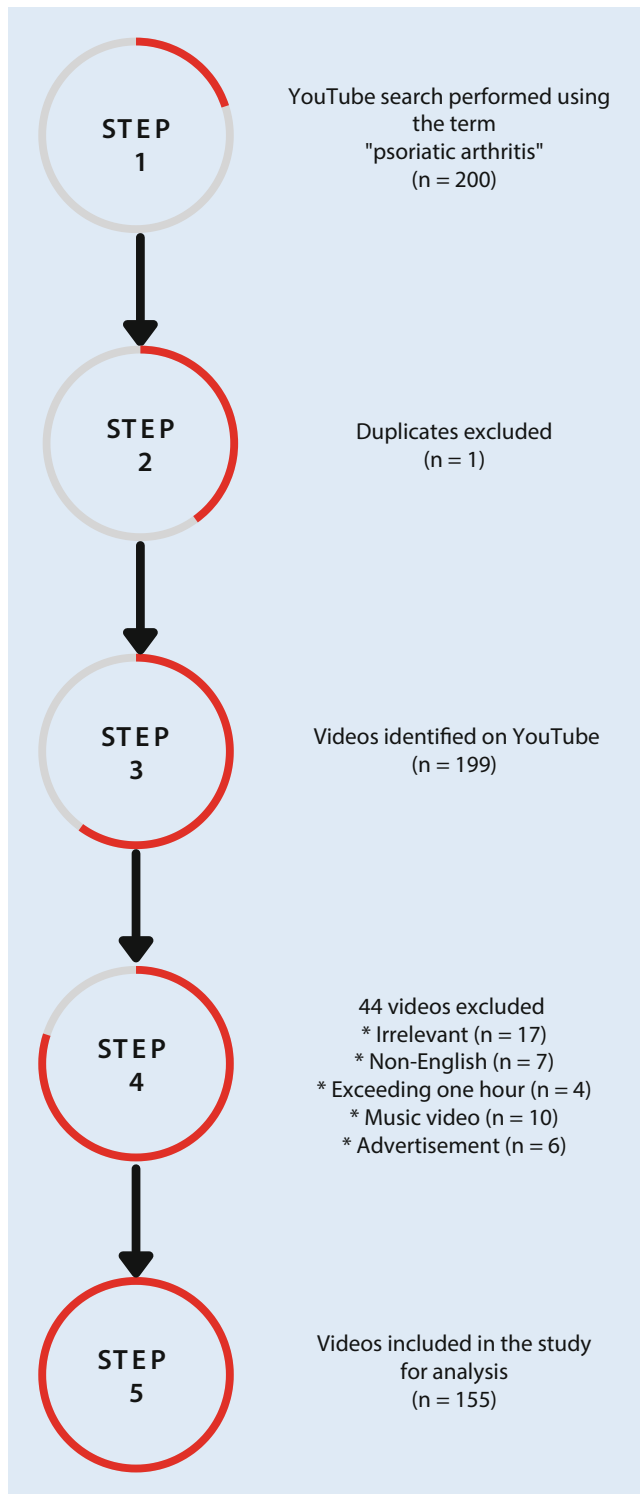 STEP
1
YouTube search performed using
the term
"psoriatic arthritis"
(n = 200)
STEP
2
Duplicates excluded
(n = 1)
STEP
3
Videos identified on YouTube
(n = 199)
STEP
4
44 videos excluded
* Irrelevant (n = 17)
* Non-English (n = 7)
* Exceeding one hour (n = 4)
* Music video (n = 10)
* Advertisement (n = 6)
STEP
5
Videos included in the study
for analysis
(n = 155)